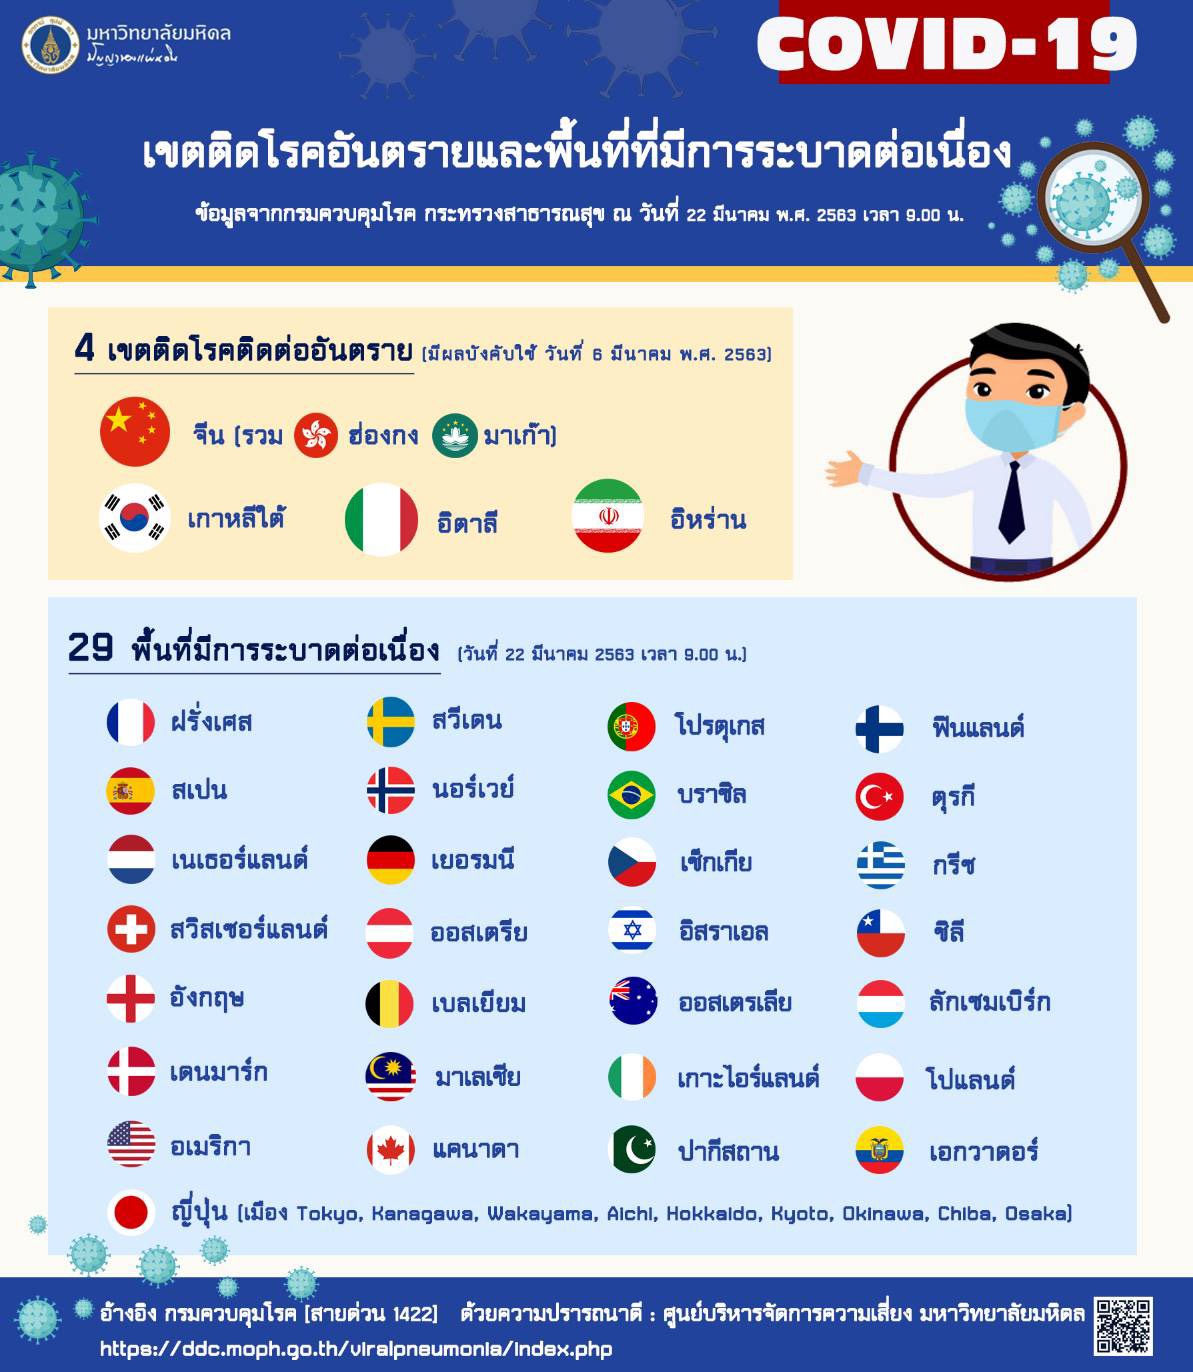 มหาวิทยาลัยมหิดล
ปัญญาของแผ่นดิน
COVID-19
เขตติดโรคอันตรายและพื้นที่ที่มีการระบาดต่อเนื่อง
ข้อมูลจากกรมควบคุมโรค กระทรวงสาธารณสุข ณ วันที่ 22 มีนาคม พ.ศ. 2563 เวลา 9.00 น.
4 เขตติดโรคติดต่ออันตราย (มีผลบังคับใช้ วันที่ 6 มีนาคม พ.ศ. 2563)
จีน (รวม ฮ่องกง มาเก๊า)
เกาหลีใต้ อิตาลี อิหร่าน
29 พื้นที่มีการระบาดต่อเนื่อง (วันที่ 22 มีนาคม 2563 เวลา 9.00 น.)
ฝรั่งเศส สวีเดน โปรตุเกส ฟินแลนด์
สเปน นอร์เวย์ บราซิล ตุรกี
เนเธอร์แลนด์ เยอรมนี เช็กเกีย กรีซ
สวิสเซอร์แลนด์ ออสเตรีย อิสราเอล ชิลี
อังกฤษ เบลเยียม ออสเตรเลีย ลักเซมเบิร์ก
เดนมาร์ก มาเลเซีย เกาะไอร์แลนด์ โปแลนด์
อเมริกา แคนาดา ปากีสถาน เอกวาดอร์
ญี่ปุ่น (เมือง Tokyo, Kanagawa, Wakayama, Aichi, Hokkaido, Kyoto, Okinawa, Chiba, Osaka)
อ้างอิง กรมควบคุมโรค [สายด่วน 1422] ด้วยความปรารถนาดี : ศูนย์บริหารจัดการความเสี่ยง มหาวิทยาลัยมหิดล
https://ddc.moph.go.th/viralpneumonia/index.php